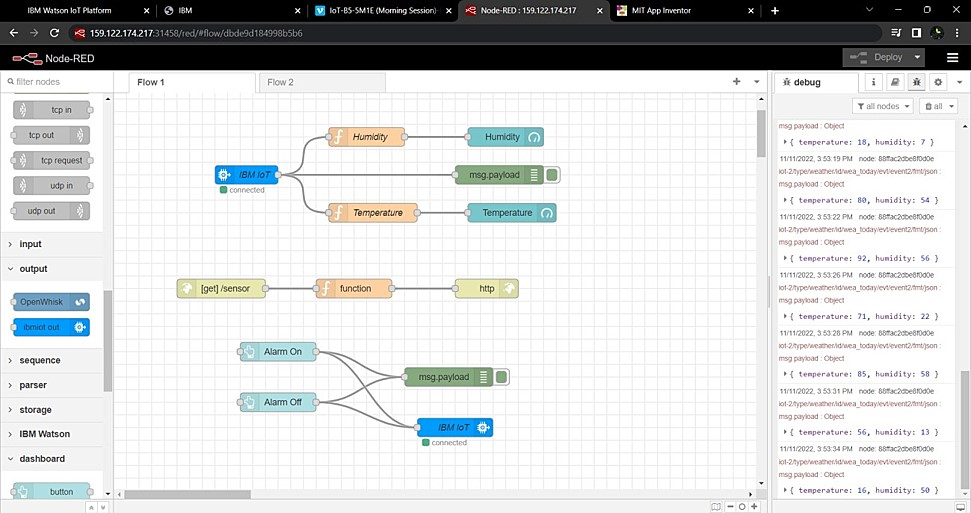 IBM Watson IoT Platform
IBM
IoT-B5-5M1E (Morning Session)
Node-RED : 159.122.174.217
MIT App Inventor
159.122.174.217:31458/red/#flow/dbde9d184998b5b6
Node-RED
Deploy
filter nodes
tcp in
tcp out
tcp request
udp in
udp out
input
output
OpenWhisk
ibmiot out
sequence
parser
storage
IBM Watson
dashboard
button
Flow 1
Flow 2
Humidity
Humidity
IBM IoT
connected
msg.payload
Temperature
Temperature
[get] /sensor
function
http
Alarm On
msg.payload
Alarm Off
IBM IoT
connected
debug
all nodes
all
msg.payload : Object
{ temperature: 18, humidity: 7 }
11/11/2022, 3:53:19 PM node: 88ffac2dbe8f0d0e
iot-2/type/weather/id/wea_today/evt/event2/fmt/json :
msg.payload : Object
{ temperature: 80, humidity: 54 }
11/11/2022, 3:53:22 PM node: 88ffac2dbe8f0d0e
iot-2/type/weather/id/wea_today/evt/event2/fmt/json :
msg.payload : Object
{ temperature: 92, humidity: 56 }
11/11/2022, 3:53:26 PM node: 88ffac2dbe8f0d0e
iot-2/type/weather/id/wea_today/evt/event2/fmt/json :
msg.payload : Object
{ temperature: 71, humidity: 22 }
11/11/2022, 3:53:28 PM node: 88ffac2dbe8f0d0e
iot-2/type/weather/id/wea_today/evt/event2/fmt/json :
msg.payload : Object
{ temperature: 85, humidity: 58 }
11/11/2022, 3:53:31 PM node: 88ffac2dbe8f0d0e
iot-2/type/weather/id/wea_today/evt/event2/fmt/json :
msg.payload : Object
{ temperature: 56, humidity: 13 }
11/11/2022, 3:53:34 PM node: 88ffac2dbe8f0d0e
iot-2/type/weather/id/wea_today/evt/event2/fmt/json :
msg.payload : Object
{ temperature: 16, humidity: 50 }